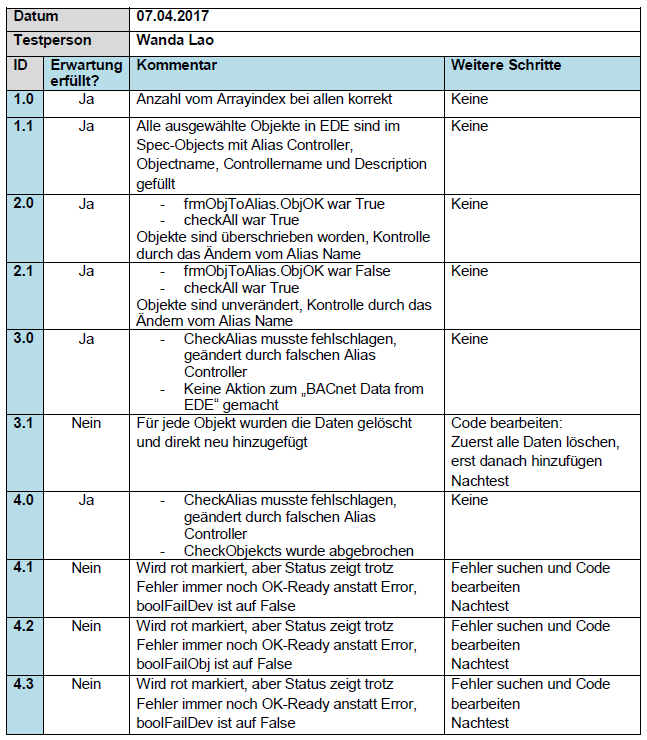 Datum 07.04.2017
Testperson Wanda Lao
ID Erwartung Kommentar Weitere Schritte
erfüllt?
1.0 Ja Anzahl vom Arrayindex bei allen korrekt Keine
1.1 Ja Alle ausgewählte Objekte in EDE sind im Keine
Spec-Objects mit Alias Controller,
Objectname, Controllername und Description
gefüllt
2.0 Ja - frmObjToAlias.ObjOK war True Keine
- checkAll war True
Objekte sind überschrieben worden, Kontrolle
durch das Ändern vom Alias Name
2.1 Ja - frmObjToAlias.ObjOK war False Keine
- checkAll war True
Objekte sind unverändert, Kontrolle durch das
Ändern vom Alias Name
3.0 Ja - CheckAlias musste fehlschlagen, Keine
geändert durch falschen Alias
Controller
- Keine Aktion zum „BACnet Data from
EDE“ gemacht
3.1 Nein Für jede Objekt wurden die Daten gelöscht Code bearbeiten:
und direkt neu hinzugefügt Zuerst alle Daten löschen,
erst danach hinzufügen
Nachtest
4.0 Ja - CheckAlias musste fehlschlagen, Keine
geändert durch falschen Alias
Controller
- CheckObjekcts wurde abgebrochen
4.1 Nein Wird rot markiert, aber Status zeigt trotz Fehler suchen und Code
Fehler immer noch OK-Ready anstatt Error, bearbeiten
boolFailDev ist auf False Nachtest
4.2 Nein Wird rot markiert, aber Status zeigt trotz Fehler suchen und Code
Fehler immer noch OK-Ready anstatt Error, bearbeiten
boolFailObj ist auf False Nachtest
4.3 Nein Wird rot markiert, aber Status zeigt trotz Fehler suchen und Code
Fehler immer noch OK-Ready anstatt Error, bearbeiten
boolFailDev ist auf False Nachtest